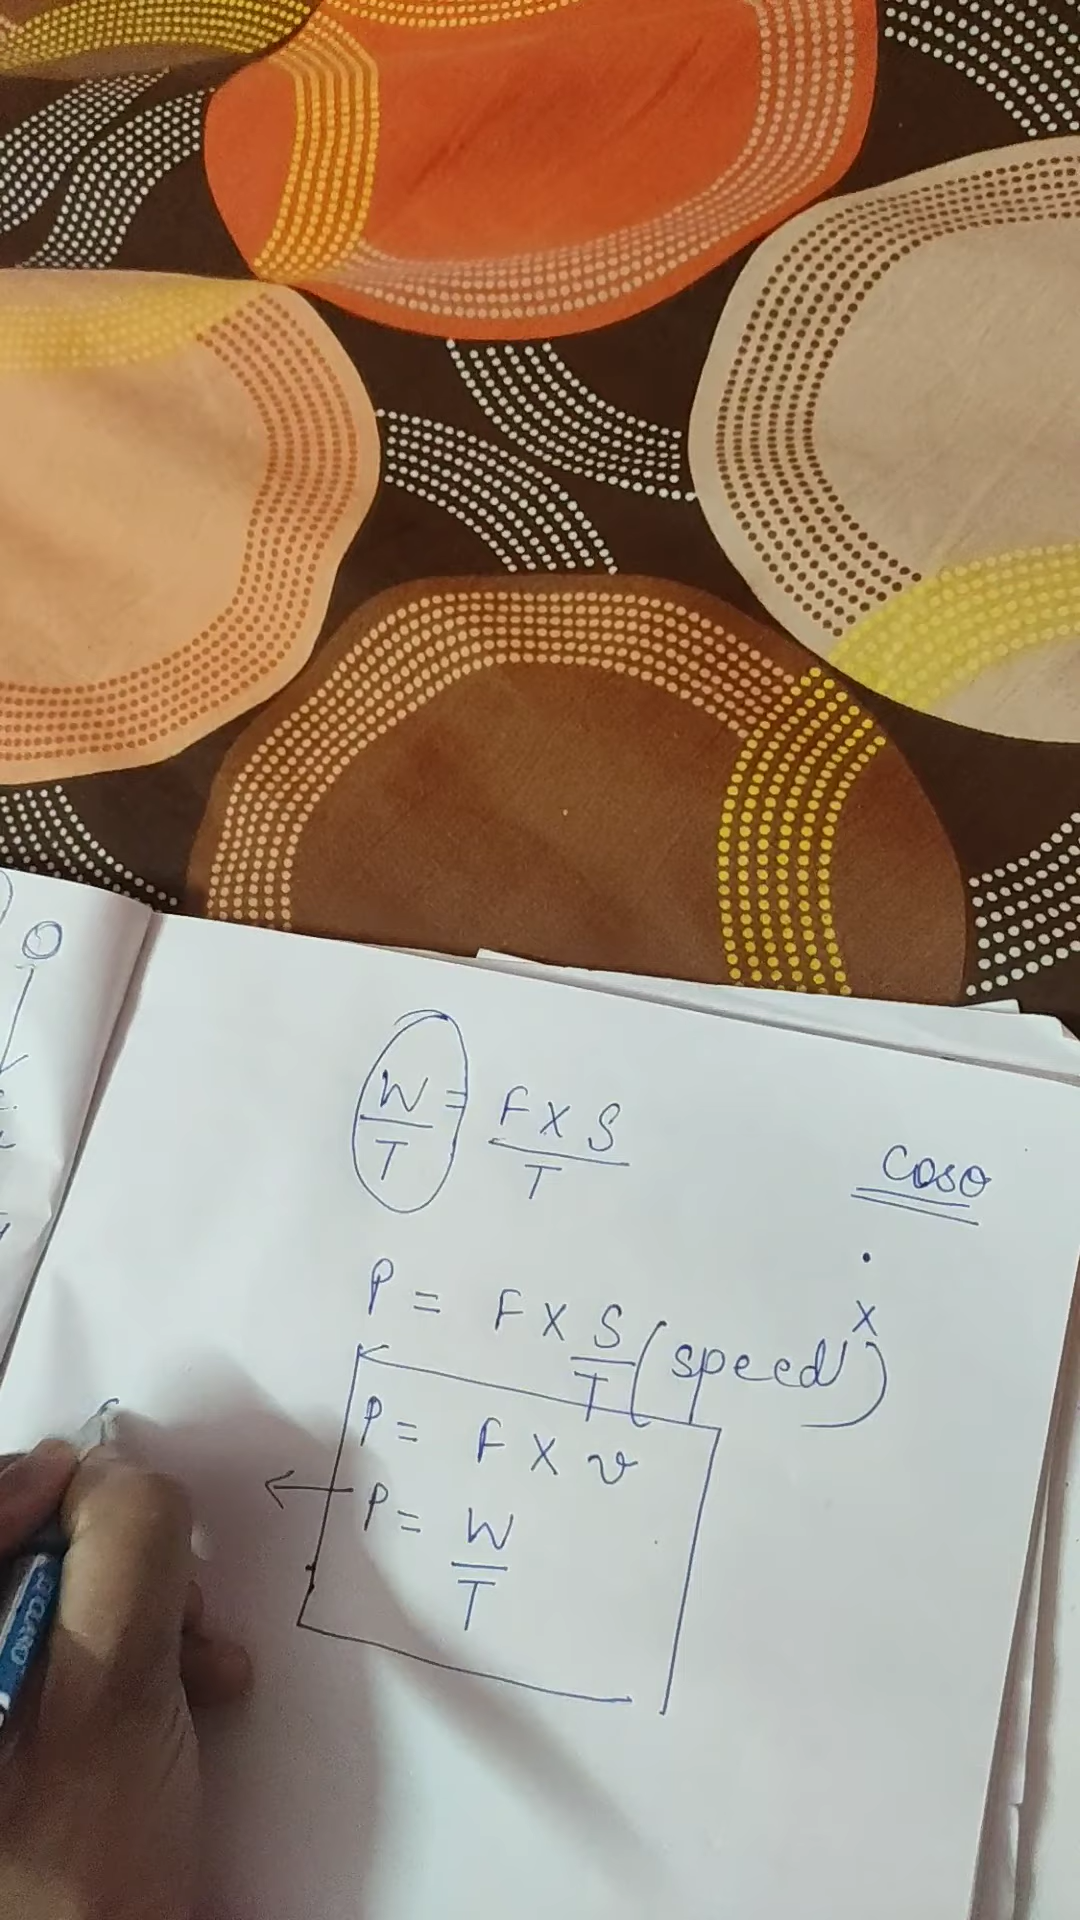 W/T = F X S/T
cosθ
.
x
P = F X S/T (speed)
P = F X v
P = W/T